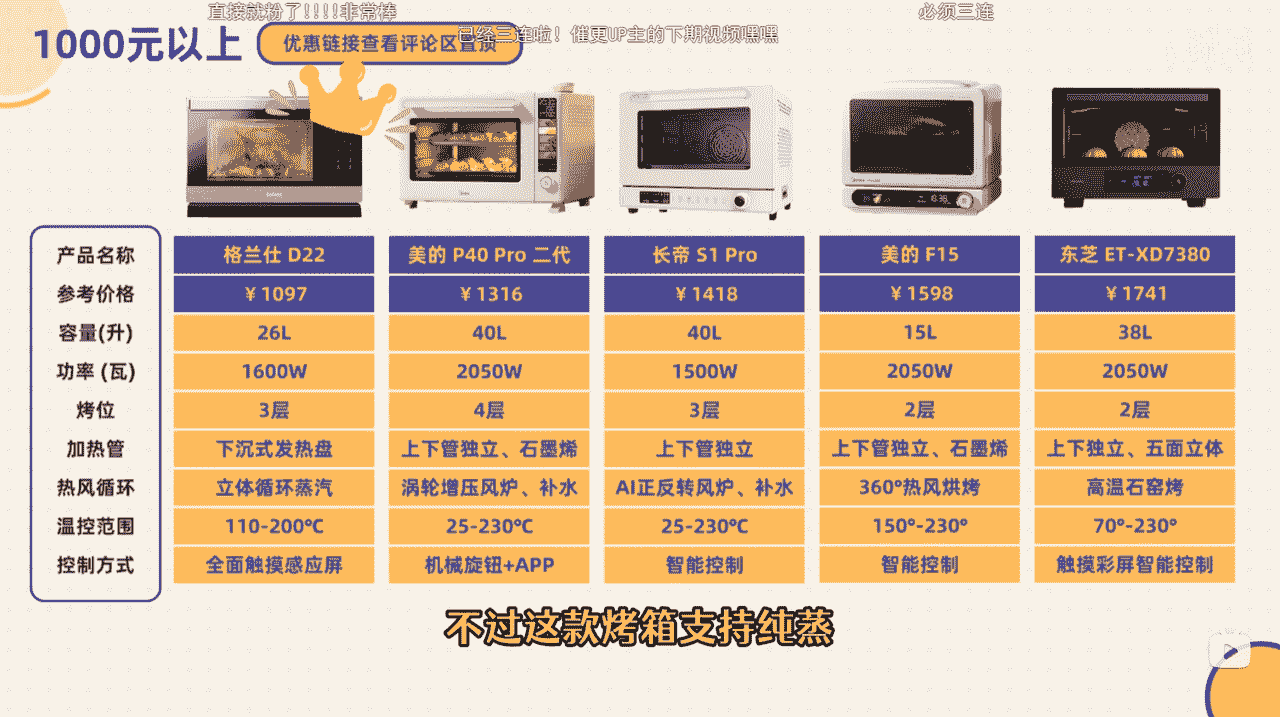 直接就粉了!!!!非常棒
必须三连
已经三连啦！催更UP主的下期视频嘿嘿
1000元以上
优惠链接查看评论区置顶
产品名称 格兰仕 D22 美的 P40 Pro 二代 长帝 S1 Pro 美的 F15 东芝 ET-XD7380
参考价格 ￥1097 ￥1316 ￥1418 ￥1598 ￥1741
容量(升) 26L 40L 40L 15L 38L
功率 (瓦) 1600W 2050W 1500W 2050W 2050W
烤位 3层 4层 3层 2层 2层
加热管 下沉式发热盘 上下管独立、石墨烯 上下管独立 上下管独立、石墨烯 上下独立、五面立体
热风循环 立体循环蒸汽 涡轮增压风炉、补水 AI正反转风炉、补水 360°热风烘烤 高温石窑烤
温控范围 110-200℃ 25-230℃ 25-230℃ 150°-230° 70°-230°
控制方式 全面触摸感应屏 机械旋钮+APP 智能控制 智能控制 触摸彩屏智能控制
不过这款烤箱支持纯蒸